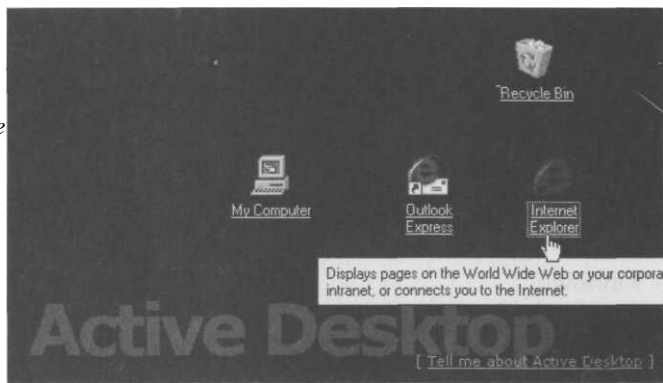 e
Recycle Bin
My Computer
Outlook
Express
Internet
Explorer
Displays pages on the World Wide Web or your corpora
intranet, or connects you to the Internet.
Active Desktop
[ Tell me about Active Desktop ]